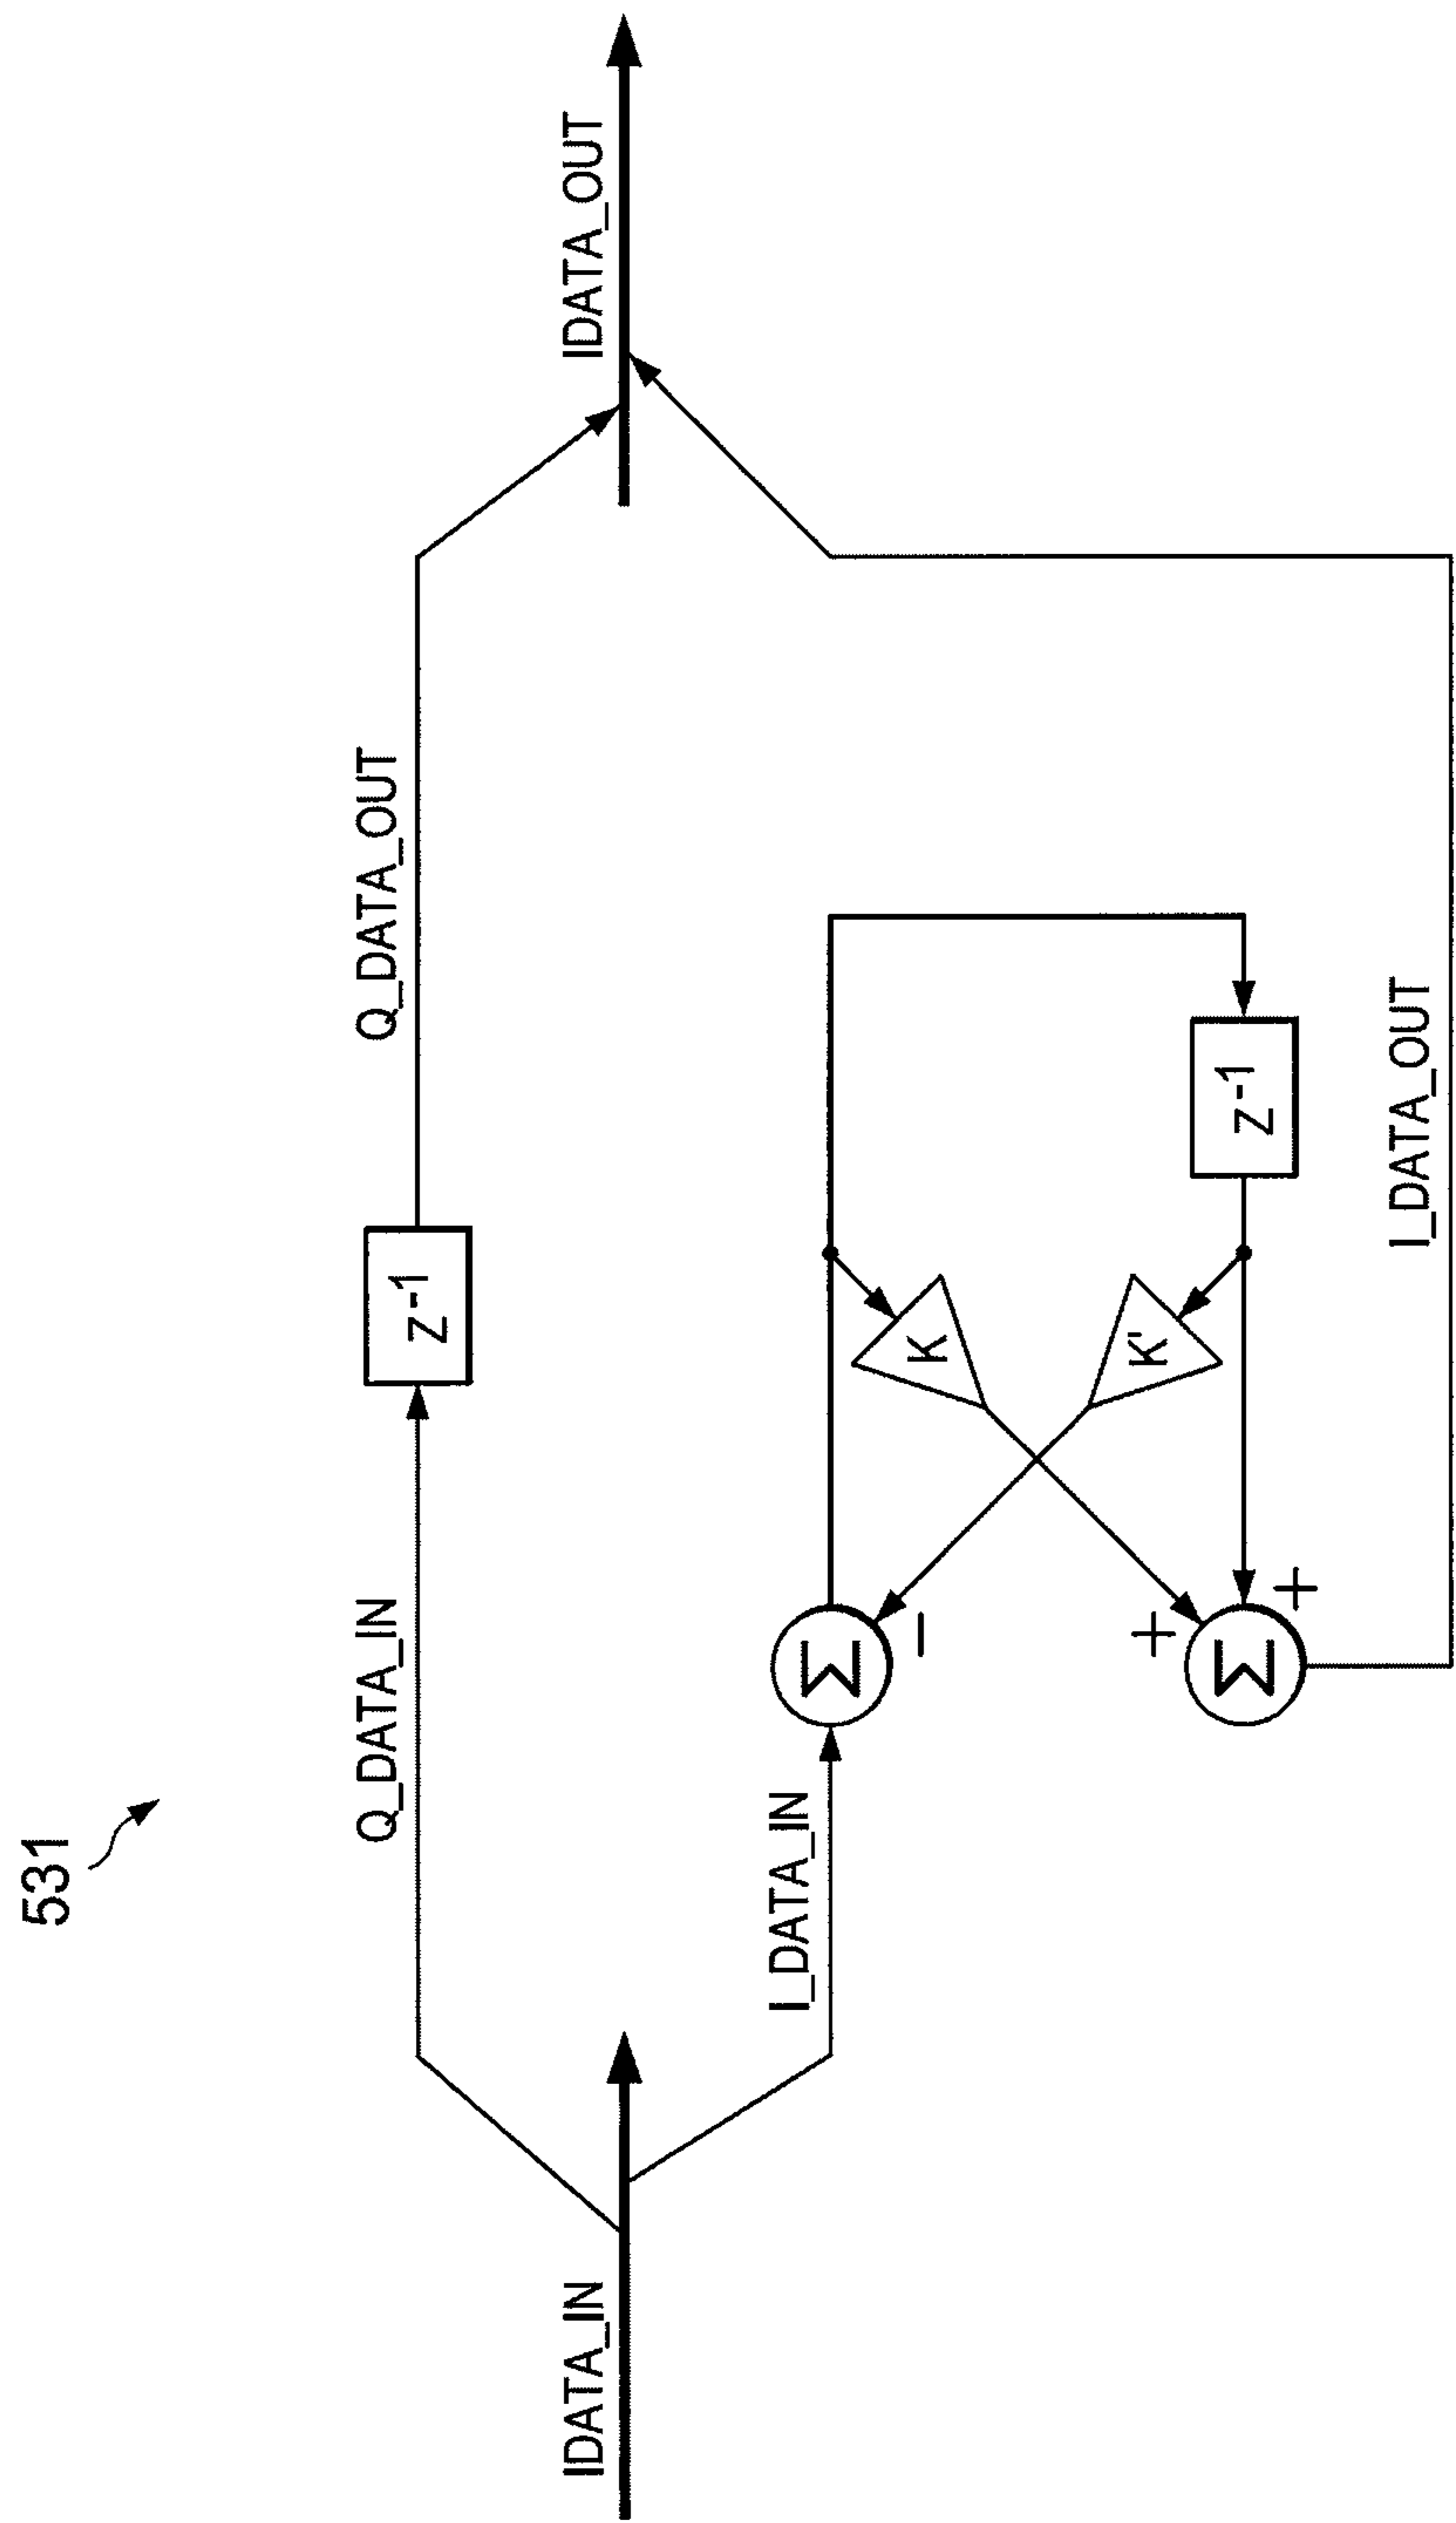 531
Q_DATA_IN
z-1
Q_DATA_OUT
IDATA_IN
IDATA_OUT
I_DATA_IN
Σ
−
K
K'
+
Σ
+
z-1
I_DATA_OUT